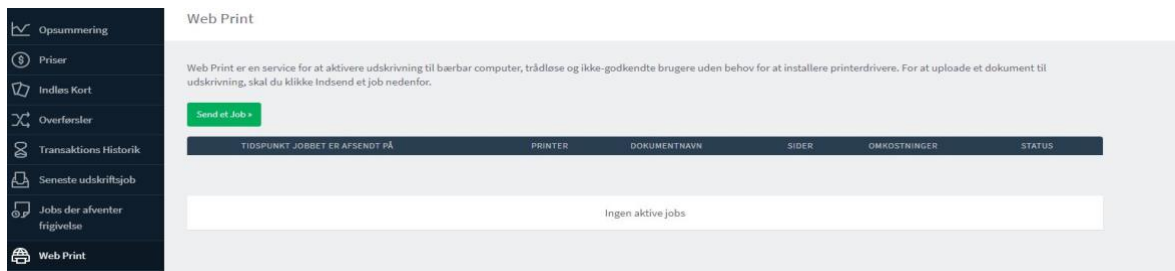 Opsummering
Priser
Indløs Kort
Overførsler
Transaktions Historik
Seneste udskriftsjob
Jobs der afventer
frigivelse
Web Print
Web Print
Web Print er en service for at aktivere udskrivning til bærbar computer, trådløse og ikke-godkendte brugere uden behov for at installere printerdrivere. For at uploade et dokument til
udskrivning, skal du klikke Indsend et job nedenfor.
Send et Job »
TIDSPUNKT JOBBET ER AFSENDT PÅ PRINTER DOKUMENTNAVN SIDER OMKOSTNINGER STATUS
Ingen aktive jobs